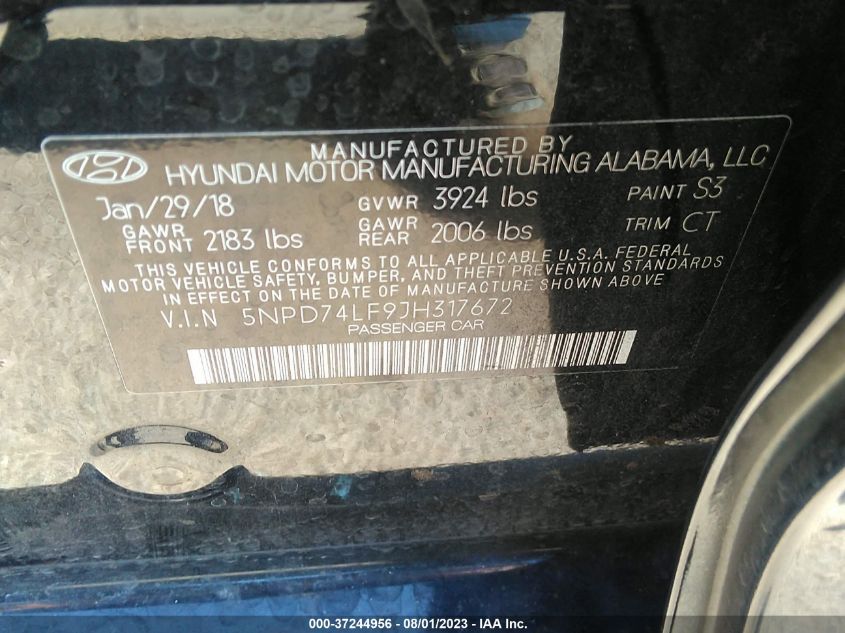 MANUFACTURED BY
HYUNDAI MOTOR MANUFACTURING ALABAMA, LLC
Jan/29/18 GVWR 3924 lbs PAINT S3
GAWR FRONT 2183 lbs GAWR REAR 2006 lbs TRIM CT
THIS VEHICLE CONFORMS TO ALL APPLICABLE U.S.A. FEDERAL
MOTOR VEHICLE SAFETY, BUMPER, AND THEFT PREVENTION STANDARDS
IN EFFECT ON THE DATE OF MANUFACTURE SHOWN ABOVE.
V.I.N 5NPD74LF9JH317672
PASSENGER CAR
000-37244956 - 08/01/2023 - IAA Inc.